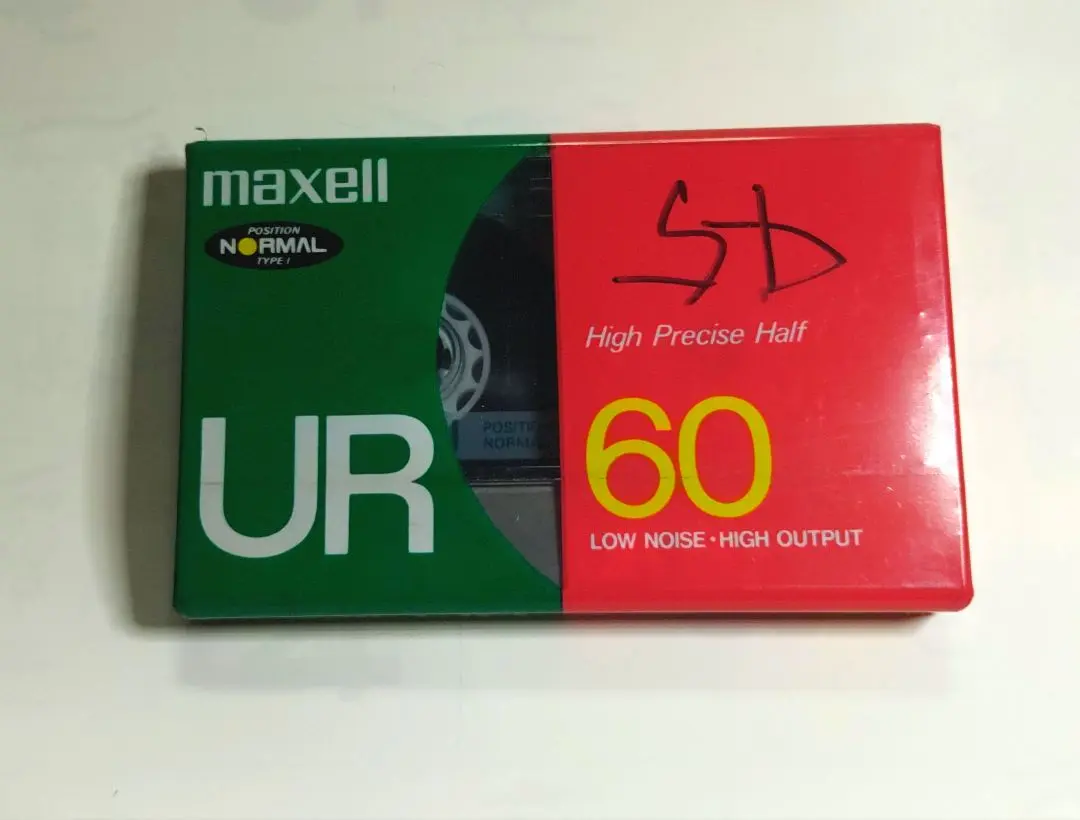 maxell
POSITION
NORMAL
TYPE I
SD
High Precise Half
UR
60
LOW NOISE・HIGH OUTPUT